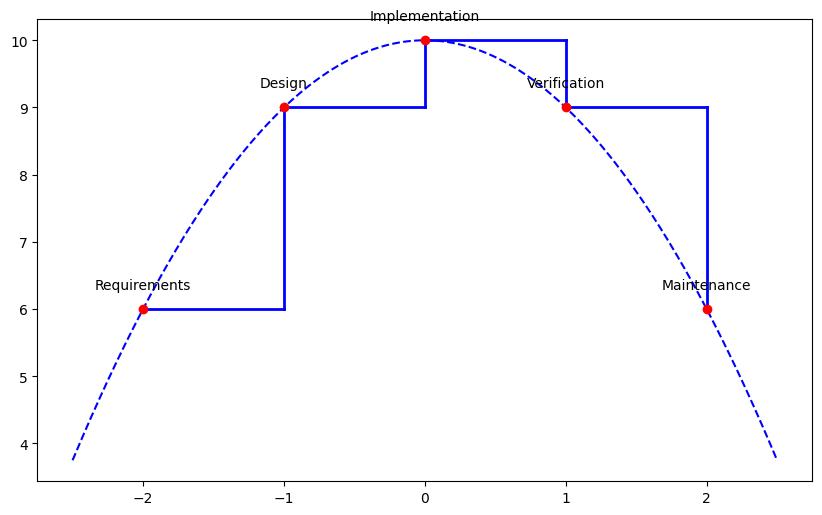 Implementation
10
Design
Verification
9
8
7
Requirements
Maintenance
6
5
4
−2
−1
0
1
2